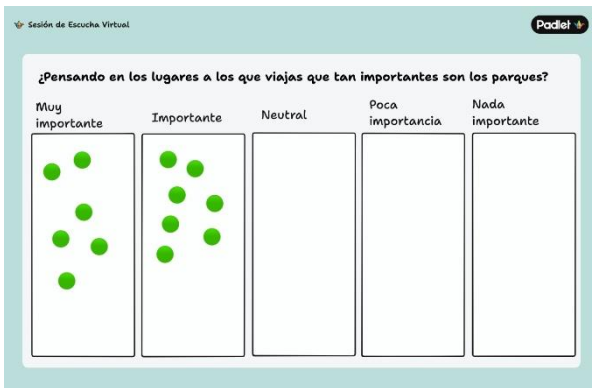 Sesión de Escucha Virtual
Padlet
¿Pensando en los lugares a los que viajas que tan importantes son los parques?
Muy
importante
Importante
Neutral
Poca
importancia
Nada
importante